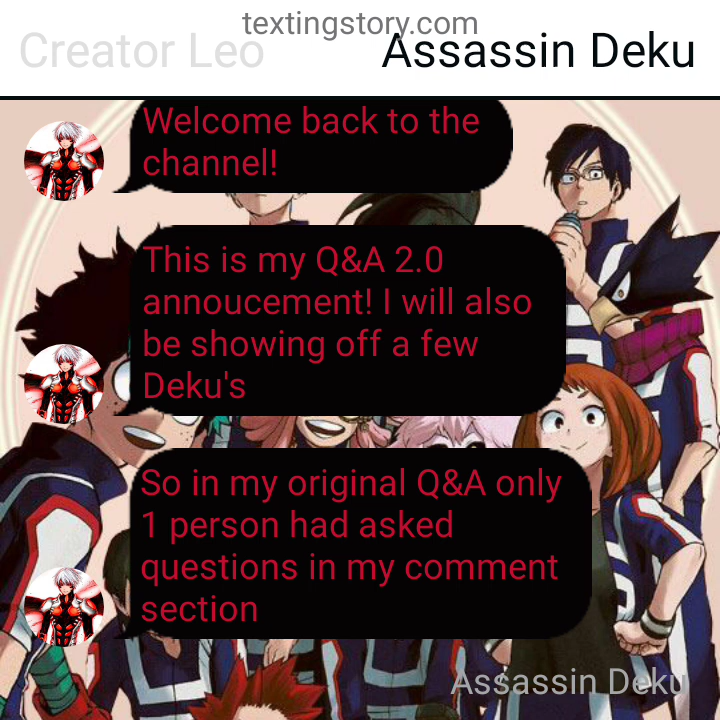 textingstory.com
Creator Leo Assassin Deku
Welcome back to the
channel!
This is my Q&A 2.0
annoucement! I will also
be showing off a few
Deku's
So in my original Q&A only
1 person had asked
questions in my comment
section
Assassin Deku